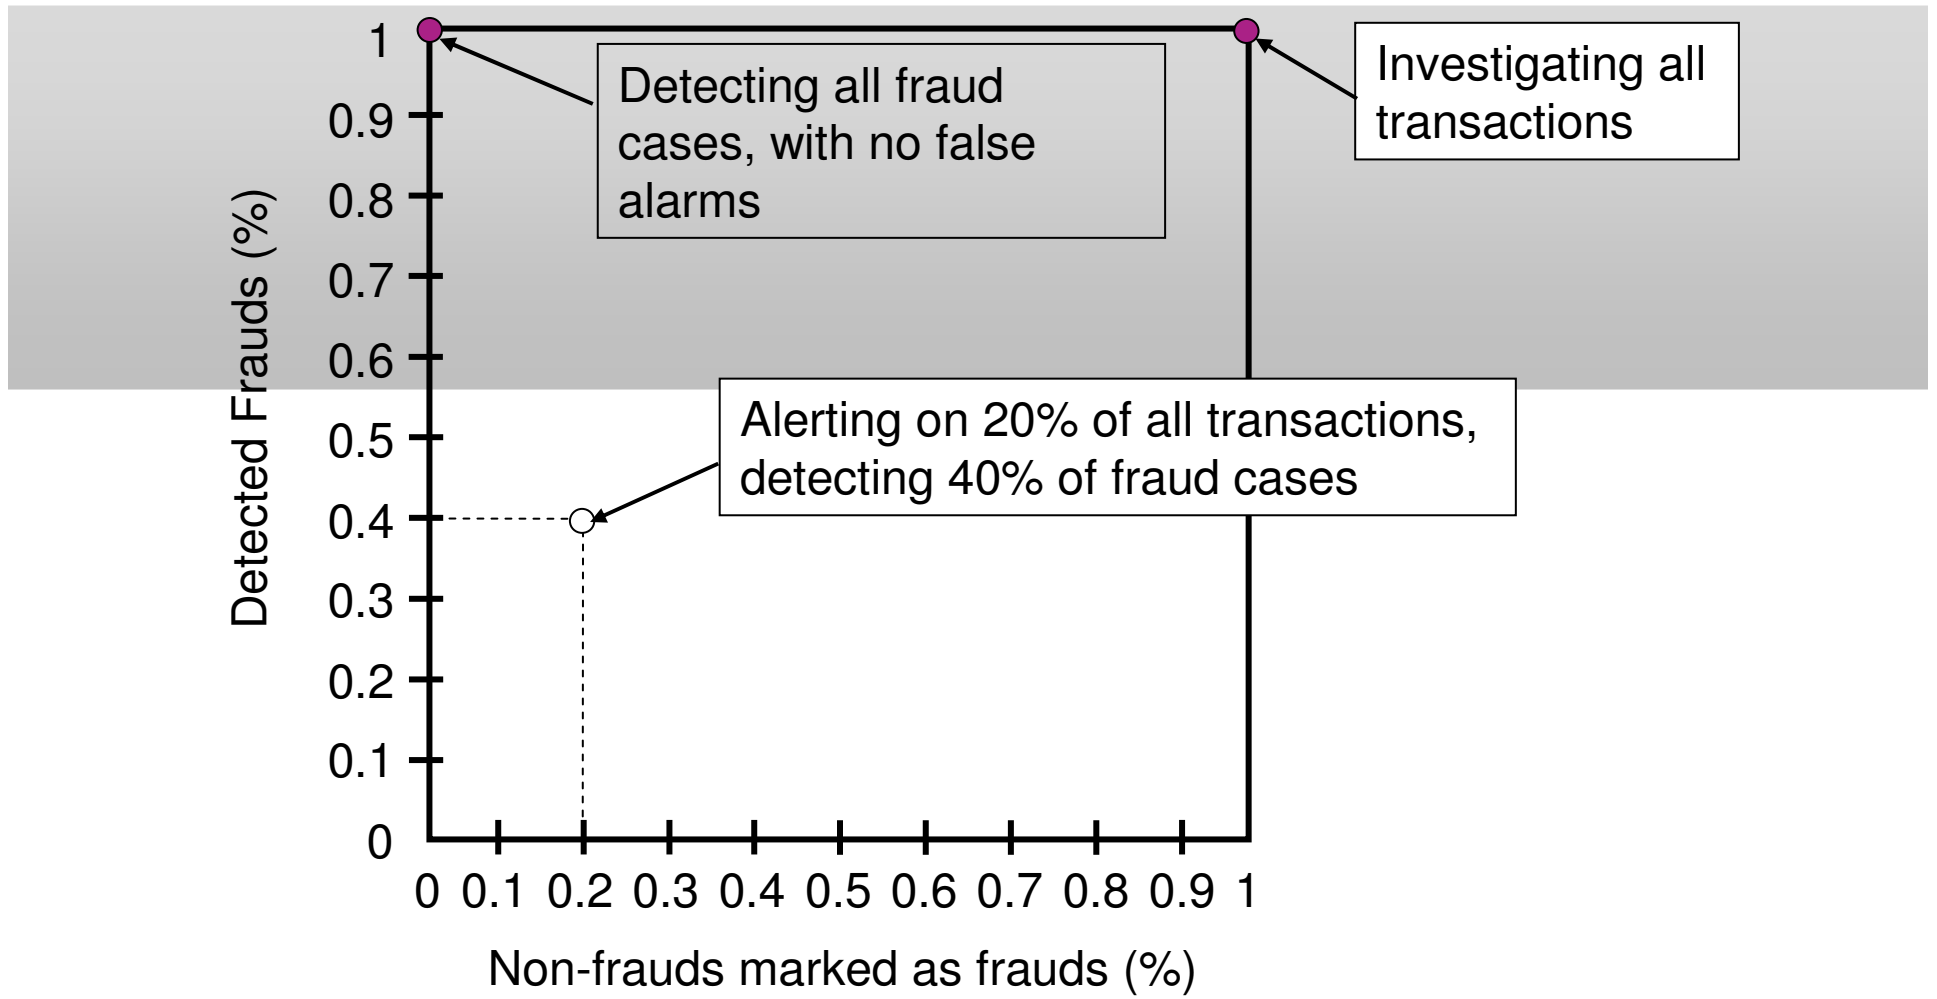 Detecting all fraud
cases, with no false
alarms
Investigating all
transactions
Alerting on 20% of all transactions,
detecting 40% of fraud cases
Detected Frauds (%)
1
0.9
0.8
0.7
0.6
0.5
0.4
0.3
0.2
0.1
0
0 0.1 0.2 0.3 0.4 0.5 0.6 0.7 0.8 0.9 1
Non-frauds marked as frauds (%)